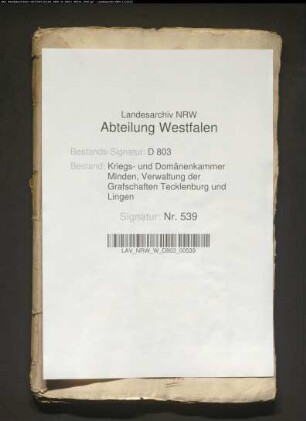 Landesarchiv NRW
Abteilung Westfalen
Bestands-Signatur: D 803
Bestand: Kriegs- und Domänenkammer
Minden, Verwaltung der
Grafschaften Tecklenburg und
Lingen
Signatur: Nr. 539
LAV_NRW_W_D803_00539